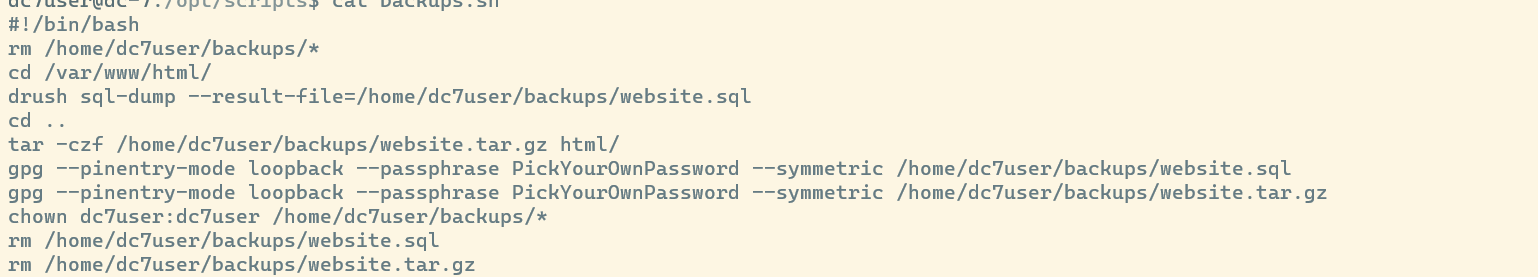 dc7user@dc-7:/opt/scripts$ cat backups.sh
#!/bin/bash
rm /home/dc7user/backups/*
cd /var/www/html/
drush sql-dump --result-file=/home/dc7user/backups/website.sql
cd ..
tar -czf /home/dc7user/backups/website.tar.gz html/
gpg --pinentry-mode loopback --passphrase PickYourOwnPassword --symmetric /home/dc7user/backups/website.sql
gpg --pinentry-mode loopback --passphrase PickYourOwnPassword --symmetric /home/dc7user/backups/website.tar.gz
chown dc7user:dc7user /home/dc7user/backups/*
rm /home/dc7user/backups/website.sql
rm /home/dc7user/backups/website.tar.gz